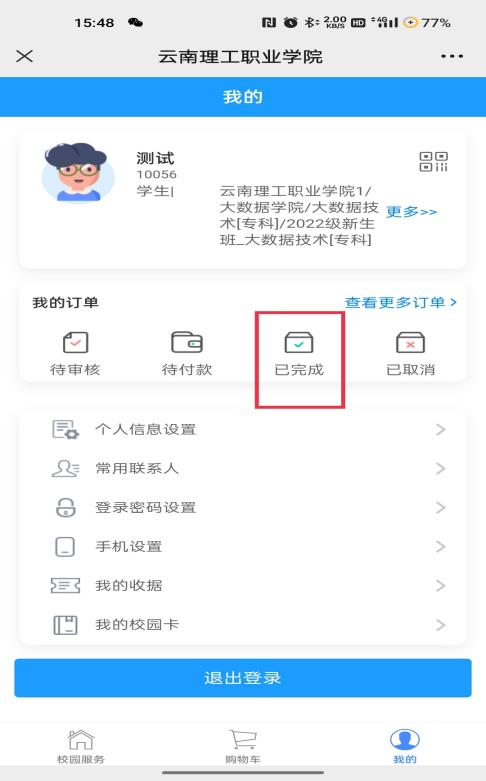 15:48 2.00 KB/S HD 4G 77%
云南理工职业学院
我的
测试
10056
学生|
云南理工职业学院1/
大数据学院/大数据技
术[专科]/2022级新生
班_大数据技术[专科]
更多>>
我的订单 查看更多订单 >
待审核 待付款 已完成 已取消
个人信息设置
常用联系人
登录密码设置
手机设置
我的收据
我的校园卡
退出登录
校园服务 购物车 我的